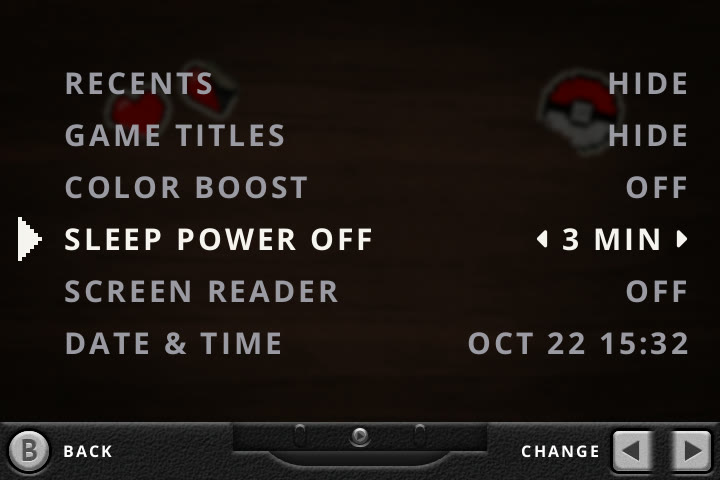 RECENTS HIDE
GAME TITLES HIDE
COLOR BOOST OFF
SLEEP POWER OFF 3 MIN
SCREEN READER OFF
DATE & TIME OCT 22 15:32
B BACK CHANGE